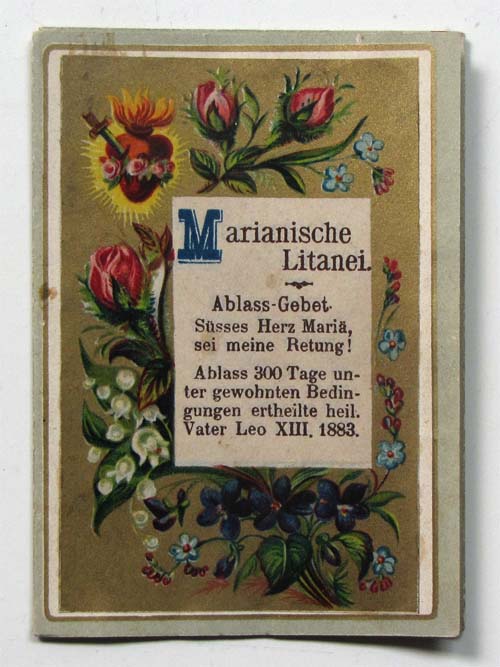 Marianische
Litanei.
Ablass-Gebet.
Süsses Herz Mariä,
sei meine Retung!
Ablass 300 Tage un-
ter gewohnten Bedin-
gungen ertheilte heil.
Vater Leo XIII. 1883.